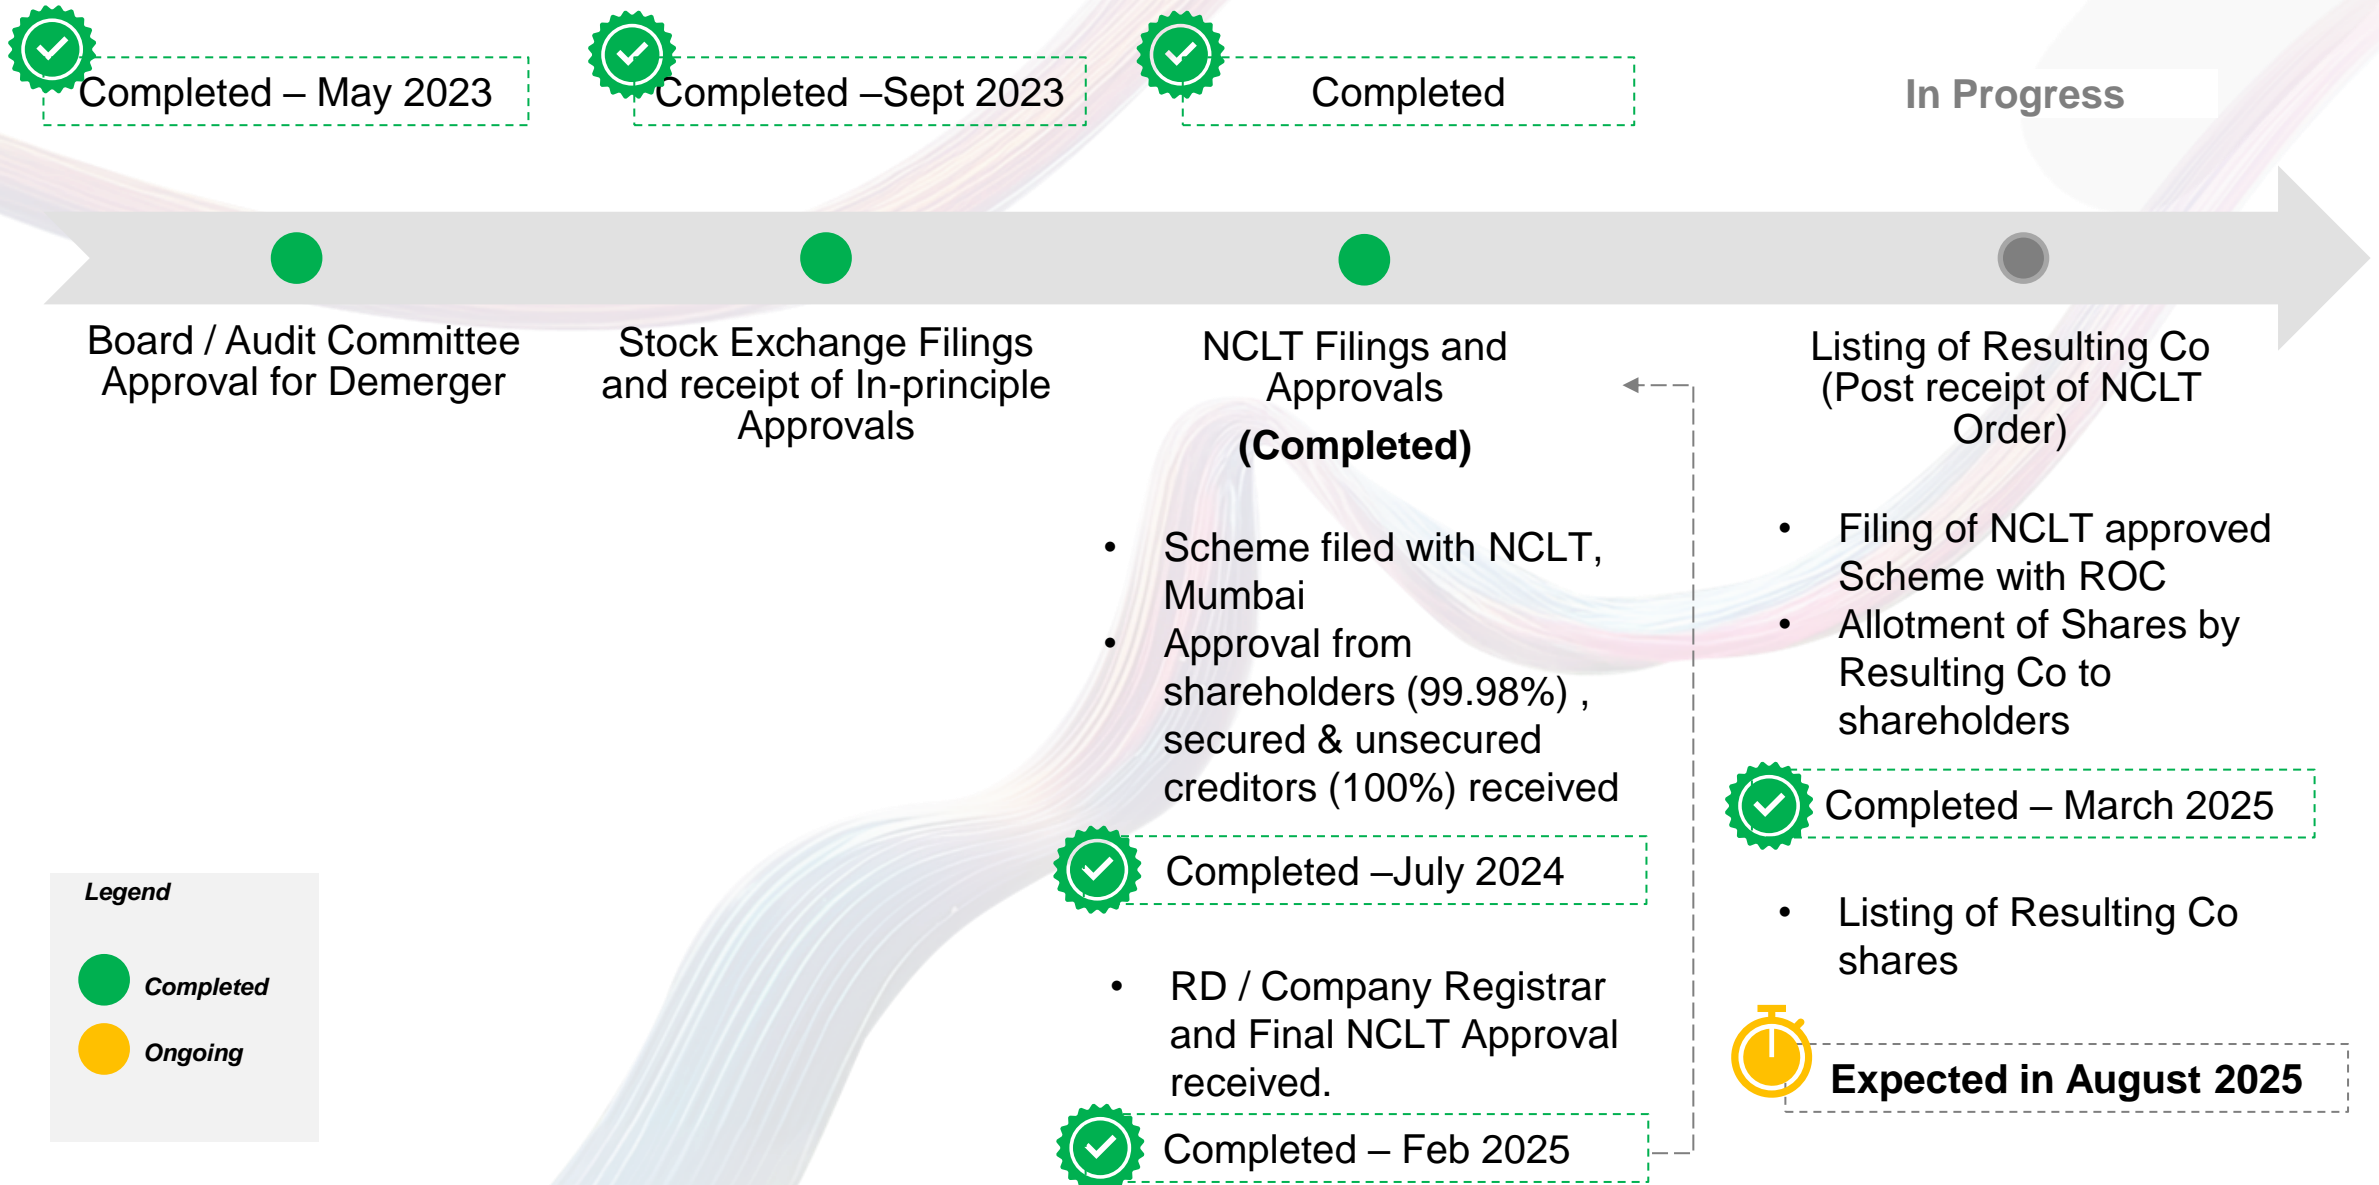 Completed – May 2023
Completed –Sept 2023
Completed
In Progress
Board / Audit Committee
Approval for Demerger
Stock Exchange Filings
and receipt of In-principle
Approvals
NCLT Filings and
Approvals
(Completed)
• Scheme filed with NCLT,
Mumbai
• Approval from
shareholders (99.98%) ,
secured & unsecured
creditors (100%) received
Completed –July 2024
• RD / Company Registrar
and Final NCLT Approval
received.
Completed – Feb 2025
Listing of Resulting Co
(Post receipt of NCLT
Order)
• Filing of NCLT approved
Scheme with ROC
• Allotment of Shares by
Resulting Co to
shareholders
Completed – March 2025
• Listing of Resulting Co
shares
Expected in August 2025
Legend
Completed
Ongoing